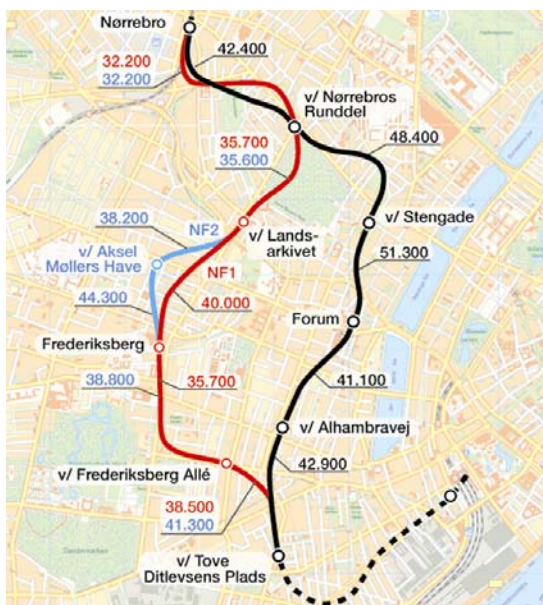 Nørrebro
42.400
32.200
32.200
v/ Nørrebros
Runddel
35.700
35.600
48.400
38.200
NF2
v/ Stengade
v/ Lands-
arkivet
v/ Aksel
Møllers Have
NF1
51.300
40.000
44.300
Forum
Frederiksberg
41.100
38.800
35.700
v/ Alhambravej
42.900
v/ Frederiksberg Allé
38.500
41.300
v/ Tove
Ditlevsens Plads